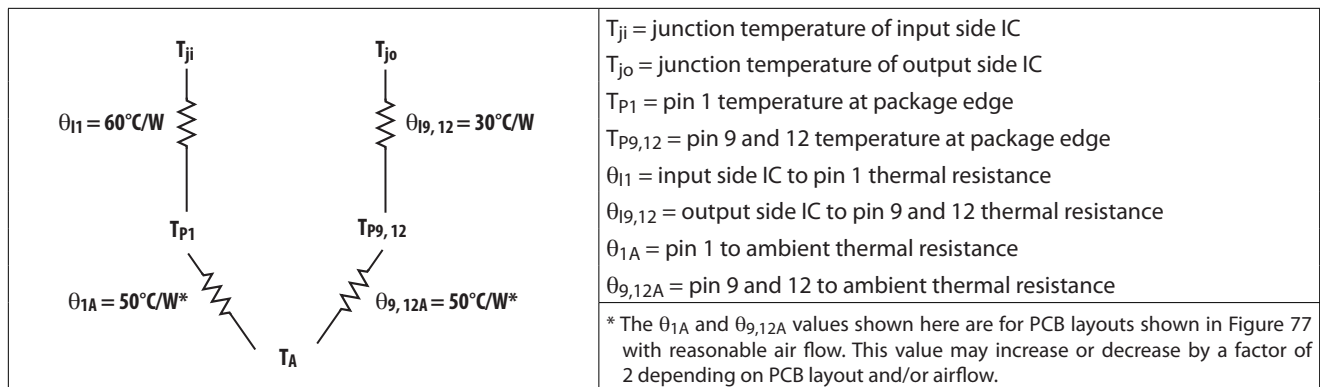 Tji
Tjo
θI1 = 60°C/W
θI9, 12 = 30°C/W
TP1
TP9, 12
θ1A = 50°C/W*
θ9, 12A = 50°C/W*
TA
Tji = junction temperature of input side IC
Tjo = junction temperature of output side IC
TP1 = pin 1 temperature at package edge
TP9,12 = pin 9 and 12 temperature at package edge
θI1 = input side IC to pin 1 thermal resistance
θI9,12 = output side IC to pin 9 and 12 thermal resistance
θ1A = pin 1 to ambient thermal resistance
θ9,12A = pin 9 and 12 to ambient thermal resistance
* The θ1A and θ9,12A values shown here are for PCB layouts shown in Figure 77
with reasonable air flow. This value may increase or decrease by a factor of
2 depending on PCB layout and/or airflow.